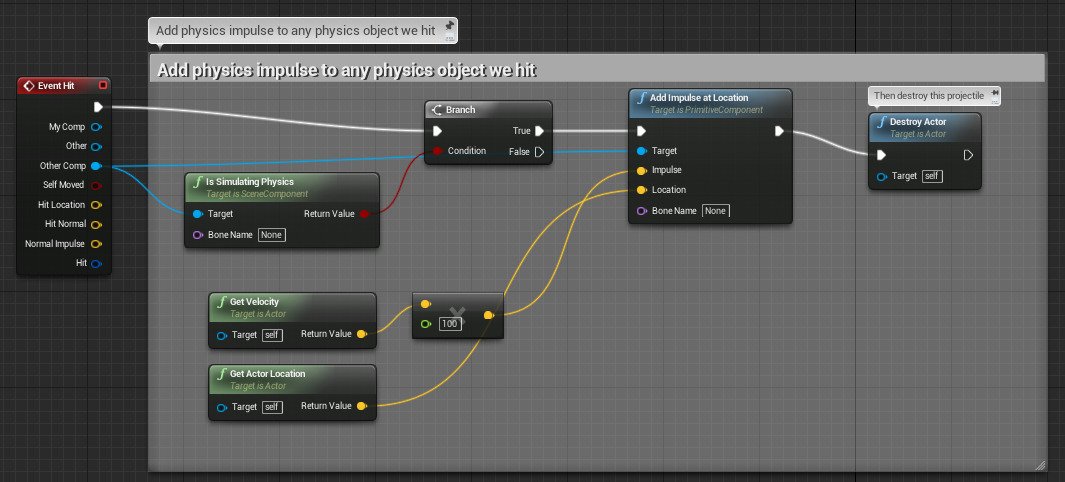 Add physics impulse to any physics object we hit
Add physics impulse to any physics object we hit
Event Hit
My Comp
Other
Other Comp
Self Moved
Hit Location
Hit Normal
Normal Impulse
Hit
Is Simulating Physics
Target is SceneComponent
Target Return Value
Bone Name None
Branch
True
Condition False
Add Impulse at Location
Target is PrimitiveComponent
Target
Impulse
Location
Bone Name None
Then destroy this projectile
Destroy Actor
Target is Actor
Target self
Get Velocity
Target is Actor
Target self Return Value
100
Get Actor Location
Target is Actor
Target self Return Value